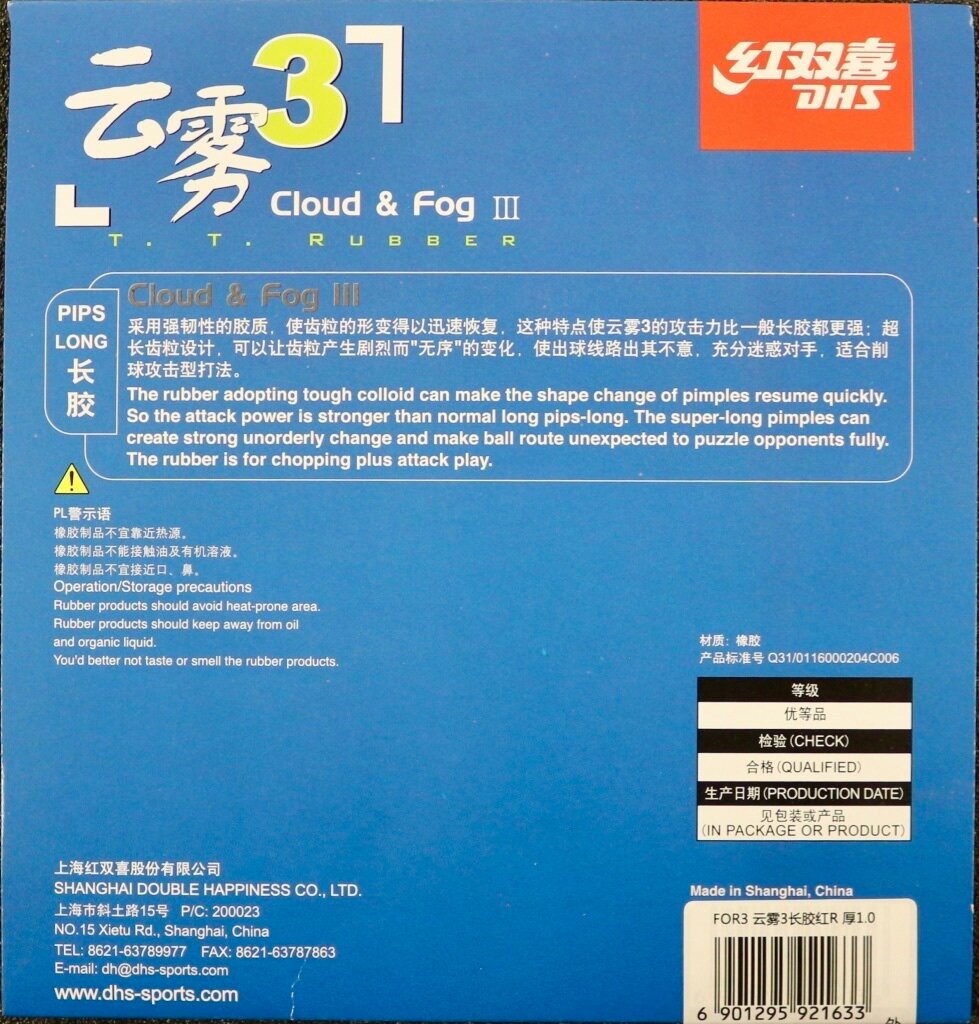 云雾3
红双喜
DHS
Cloud & Fog III
T. T. RUBBER
PIPS
LONG
长
胶
Cloud & Fog III
采用强韧性的胶质，使齿粒的形变得以迅速恢复，这种特点使云雾3的攻击力比一般长胶都更强；超
长齿粒设计，可以让齿粒产生剧烈而"无序"的变化，使出球线路出其不意，充分迷惑对手，适合削
球攻击型打法。
The rubber adopting tough colloid can make the shape change of pimples resume quickly.
So the attack power is stronger than normal long pips-long. The super-long pimples can
create strong unorderly change and make ball route unexpected to puzzle opponents fully.
The rubber is for chopping plus attack play.
PL警示语
橡胶制品不宜靠近热源。
橡胶制品不能接触油及有机溶液。
橡胶制品不宜接近口、鼻。
Operation/Storage precautions
Rubber products should avoid heat-prone area.
Rubber products should keep away from oil
and organic liquid.
You'd better not taste or smell the rubber products.
材质：橡胶
产品标准号 Q31/0116000204C006
等级
优等品
检验(CHECK)
合格(QUALIFIED)
生产日期(PRODUCTION DATE)
见包装或产品
(IN PACKAGE OR PRODUCT)
上海红双喜股份有限公司
SHANGHAI DOUBLE HAPPINESS CO., LTD.
上海市斜土路15号 P/C: 200023
NO.15 Xietu Rd., Shanghai, China
TEL: 8621-63789977 FAX: 8621-63787863
E-mail: dh@dhs-sports.com
www.dhs-sports.com
Made in Shanghai, China
FOR3 云雾3长胶红R 厚1.0
6 901295 921633